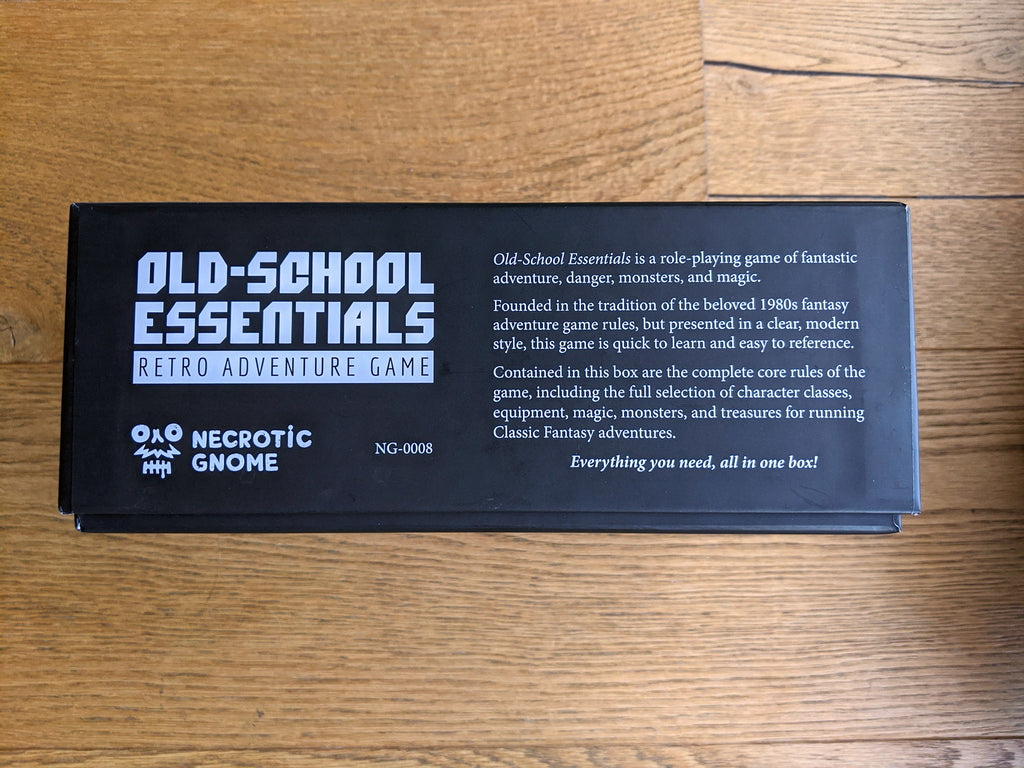 OLD-SCHOOL
ESSENTIALS
RETRO ADVENTURE GAME
NECROTIC
GNOME
NG-0008
Old-School Essentials is a role-playing game of fantastic
adventure, danger, monsters, and magic.
Founded in the tradition of the beloved 1980s fantasy
adventure game rules, but presented in a clear, modern
style, this game is quick to learn and easy to reference.
Contained in this box are the complete core rules of the
game, including the full selection of character classes,
equipment, magic, monsters, and treasures for running
Classic Fantasy adventures.
Everything you need, all in one box!